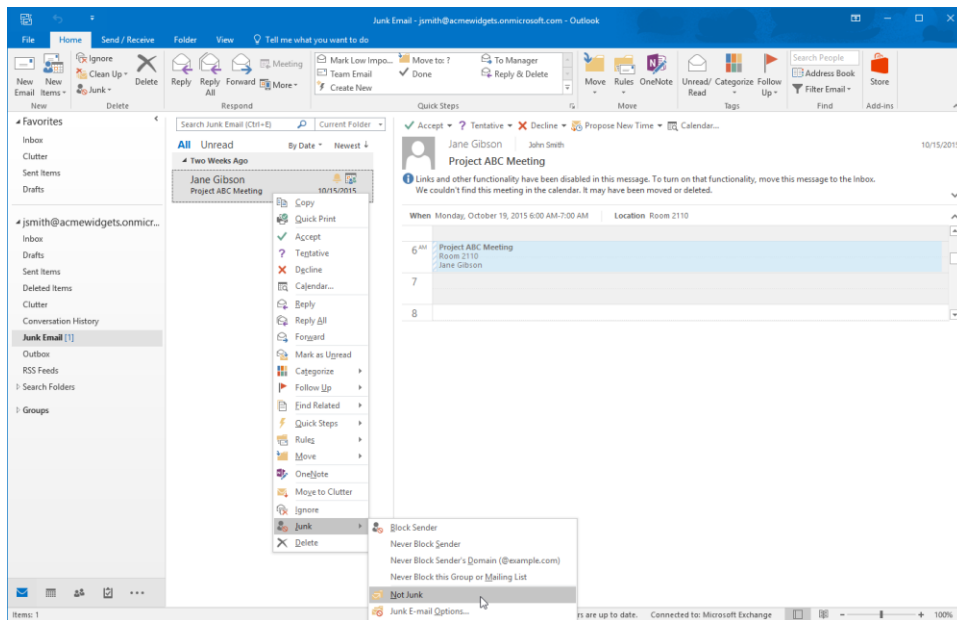 Junk Email - jsmith@acmewidgets.onmicrosoft.com - Outlook
File Home Send / Receive Folder View Tell me what you want to do
New Email
New Items
Ignore
Clean Up
Junk
Delete
Reply
Reply All
Forward
Meeting
More
Mark Low Impo...
Team Email
Create New
Move to: ?
Done
To Manager
Reply & Delete
Move
Rules
OneNote
Unread/ Read
Categorize
Follow Up
Search People
Address Book
Filter Email
Store
New Delete Respond Quick Steps Move Tags Find Add-ins
Favorites
Inbox
Clutter
Sent Items
Drafts
jsmith@acmewidgets.onmicr...
Inbox
Drafts
Sent Items
Deleted Items
Clutter
Conversation History
Junk Email [1]
Outbox
RSS Feeds
Search Folders
Groups
Search Junk Email (Ctrl+E) Current Folder
All Unread By Date Newest
Two Weeks Ago
Jane Gibson
Project ABC Meeting 10/15/2015
Copy
Quick Print
Accept
Tentative
Decline
Calendar...
Reply
Reply All
Forward
Mark as Unread
Categorize
Follow Up
Find Related
Quick Steps
Rules
Move
OneNote
Move to Clutter
Ignore
Junk
Delete
Block Sender
Never Block Sender
Never Block Sender's Domain (@example.com)
Never Block this Group or Mailing List
Not Junk
Junk E-mail Options...
Accept ? Tentative Decline Propose New Time Calendar...
Jane Gibson John Smith 10/15/2015
Project ABC Meeting
Links and other functionality have been disabled in this message. To turn on that functionality, move this message to the Inbox.
We couldn't find this meeting in the calendar. It may have been moved or deleted.
When Monday, October 19, 2015 6:00 AM-7:00 AM Location Room 2110
6 AM
Project ABC Meeting
Room 2110
Jane Gibson
7
8
Items: 1 rs are up to date. Connected to: Microsoft Exchange 100%